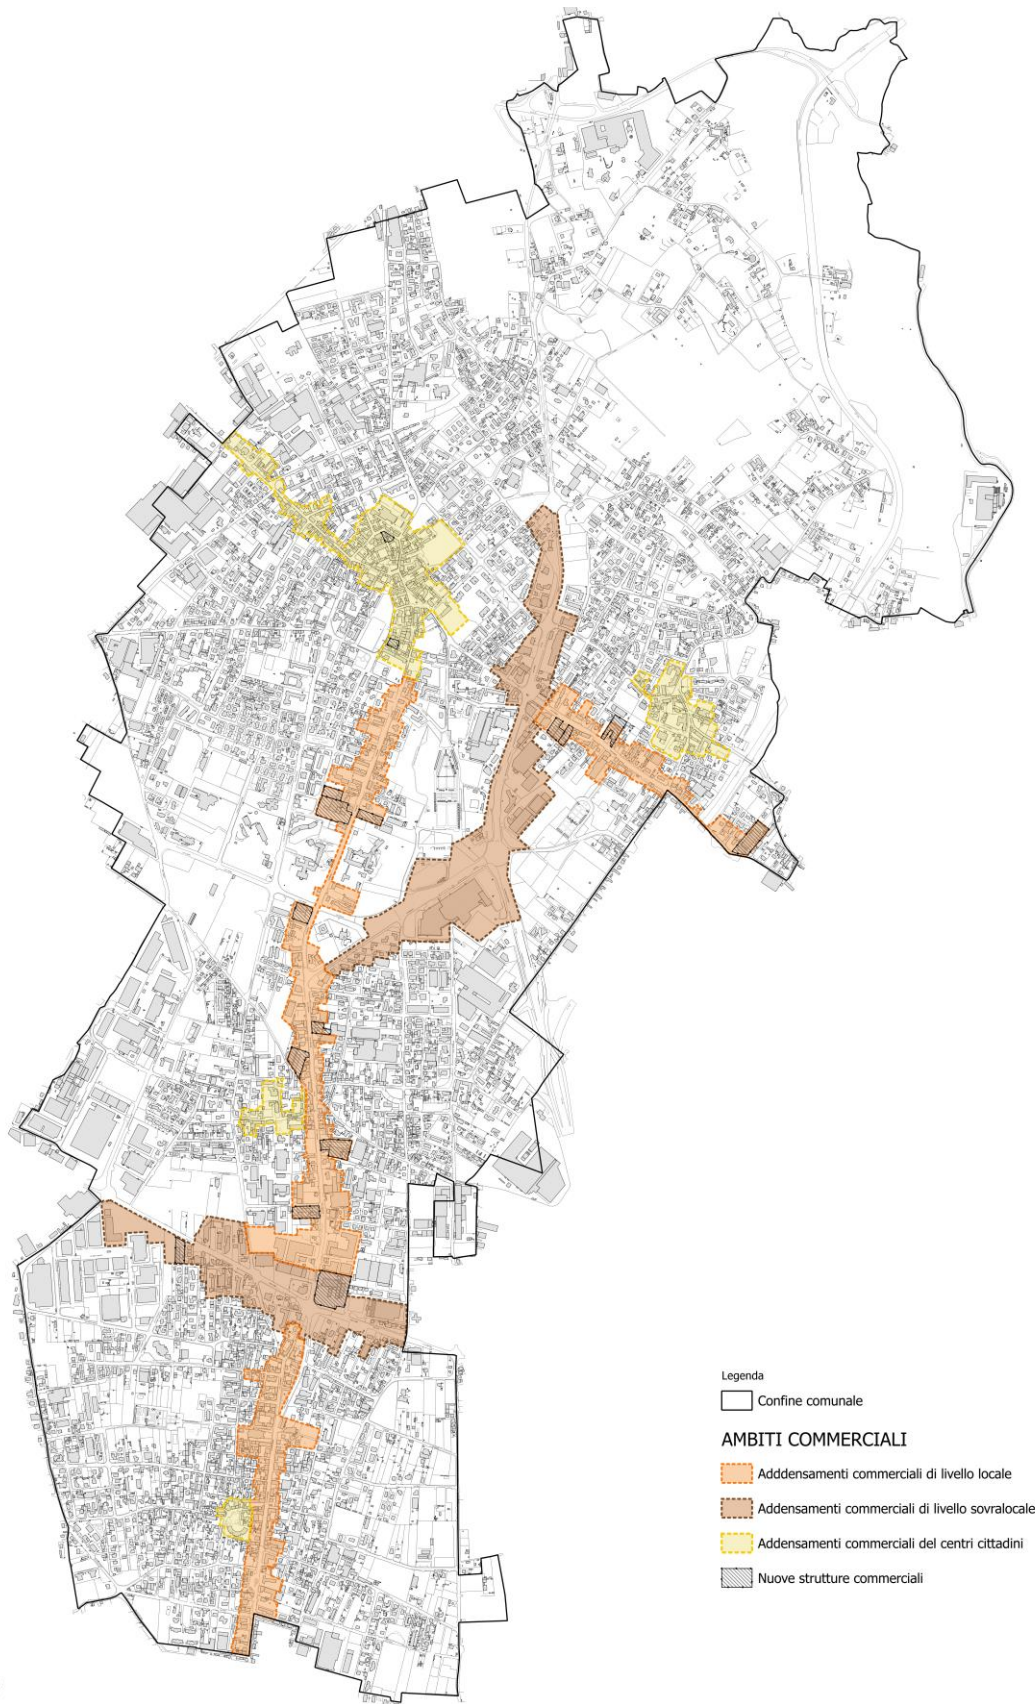 Legenda
Confine comunale
AMBITI COMMERCIALI
Adddensamenti commerciali di livello locale
Addensamenti commerciali di livello sovralocale
Addensamenti commerciali del centri cittadini
Nuove strutture commerciali